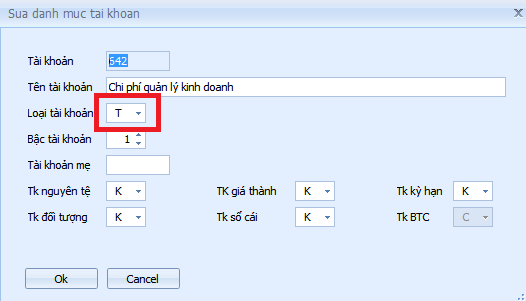 Sua danh muc tai khoan
Tài khoản 642
Tên tài khoản Chi phí quản lý kinh doanh
Loại tài khoản T
Bậc tài khoản 1
Tài khoản mẹ
Tk nguyên tệ K TK giá thành K Tk kỳ hạn K
Tk đối tượng K Tk sổ cái K Tk BTC C
Ok Cancel